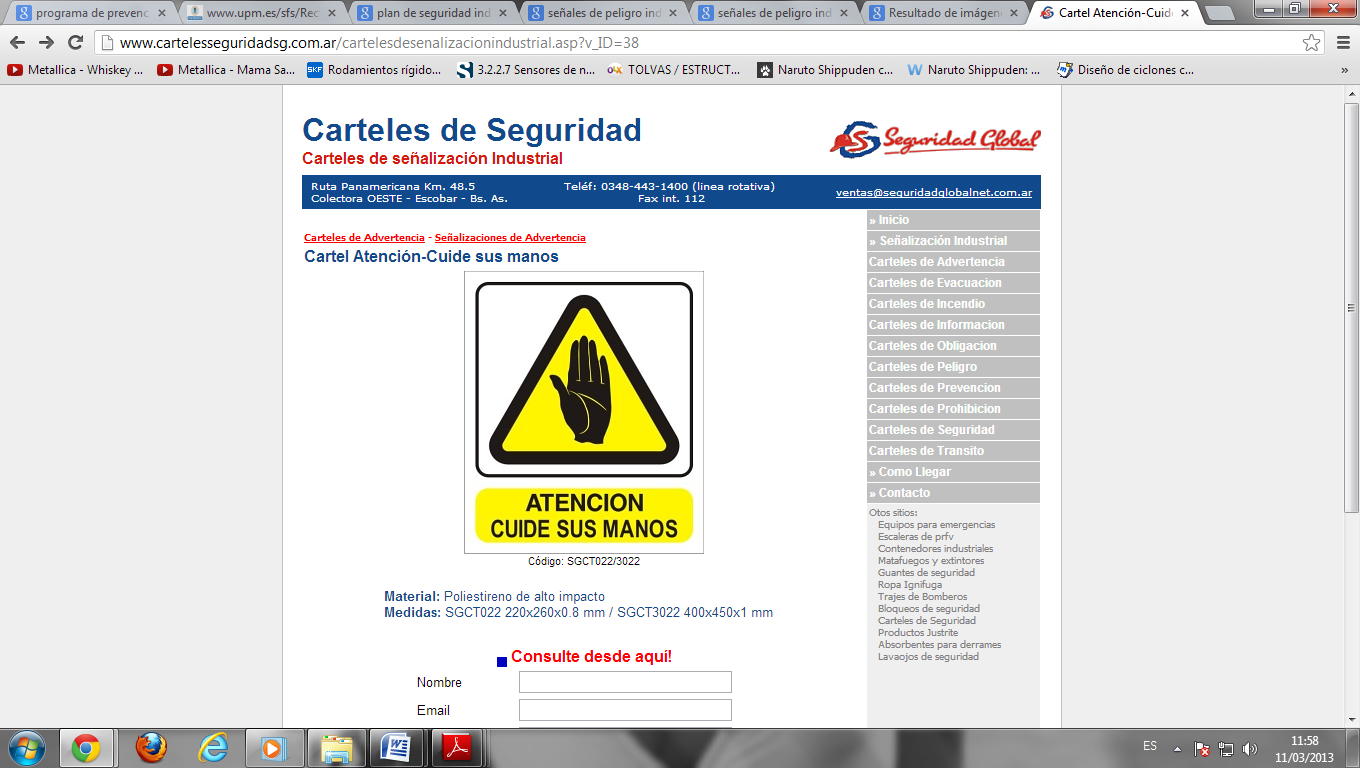 programa de prevenc
www.upm.es/sfs/Rec
plan de seguridad ind
señales de peligro ind
señales de peligro ind
Resultado de imágen
Cartel Atención-Cuid
www.cartelesseguridadsg.com.ar/cartelesdesenalizacionindustrial.asp?v_ID=38
Metallica - Whiskey ...
Metallica - Mama Sa...
SKF Rodamientos rígido...
3.2.2.7 Sensores de n...
olx TOLVAS / ESTRUCT...
Naruto Shippuden c...
Naruto Shippuden: ...
Diseño de ciclones c...
»
Carteles de Seguridad
Carteles de señalización Industrial
Seguridad Global
Ruta Panamericana Km. 48.5
Colectora OESTE - Escobar - Bs. As.
Teléf: 0348-443-1400 (linea rotativa)
Fax int. 112
ventas@seguridadglobalnet.com.ar
Carteles de Advertencia - Señalizaciones de Advertencia
Cartel Atención-Cuide sus manos
ATENCION
CUIDE SUS MANOS
Código: SGCT022/3022
Material: Poliestireno de alto impacto
Medidas: SGCT022 220x260x0.8 mm / SGCT3022 400x450x1 mm
Consulte desde aquí!
Nombre
Email
» Inicio
» Señalización Industrial
Carteles de Advertencia
Carteles de Evacuacion
Carteles de Incendio
Carteles de Informacion
Carteles de Obligacion
Carteles de Peligro
Carteles de Prevencion
Carteles de Prohibicion
Carteles de Seguridad
Carteles de Transito
» Como Llegar
» Contacto
Otos sitios:
Equipos para emergencias
Escaleras de prfv
Contenedores industriales
Matafuegos y extintores
Guantes de seguridad
Ropa Ignifuga
Trajes de Bomberos
Bloqueos de seguridad
Carteles de Seguridad
Productos Justrite
Absorbentes para derrames
Lavaojos de seguridad
ES
11:58
11/03/2013